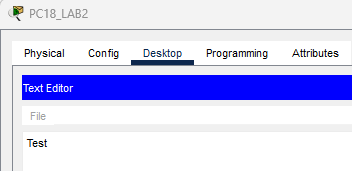 PC18_LAB2
Physical Config Desktop Programming Attributes
Text Editor
File
Test